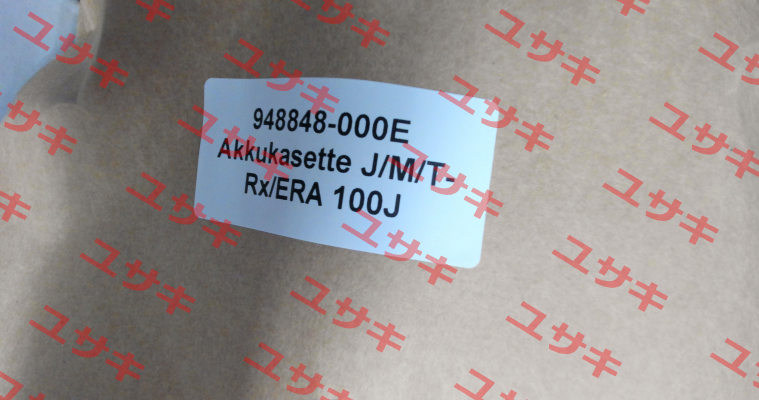 948848-000E
Akkukasette J/M/T-
Rx/ERA 100J
ユサキ